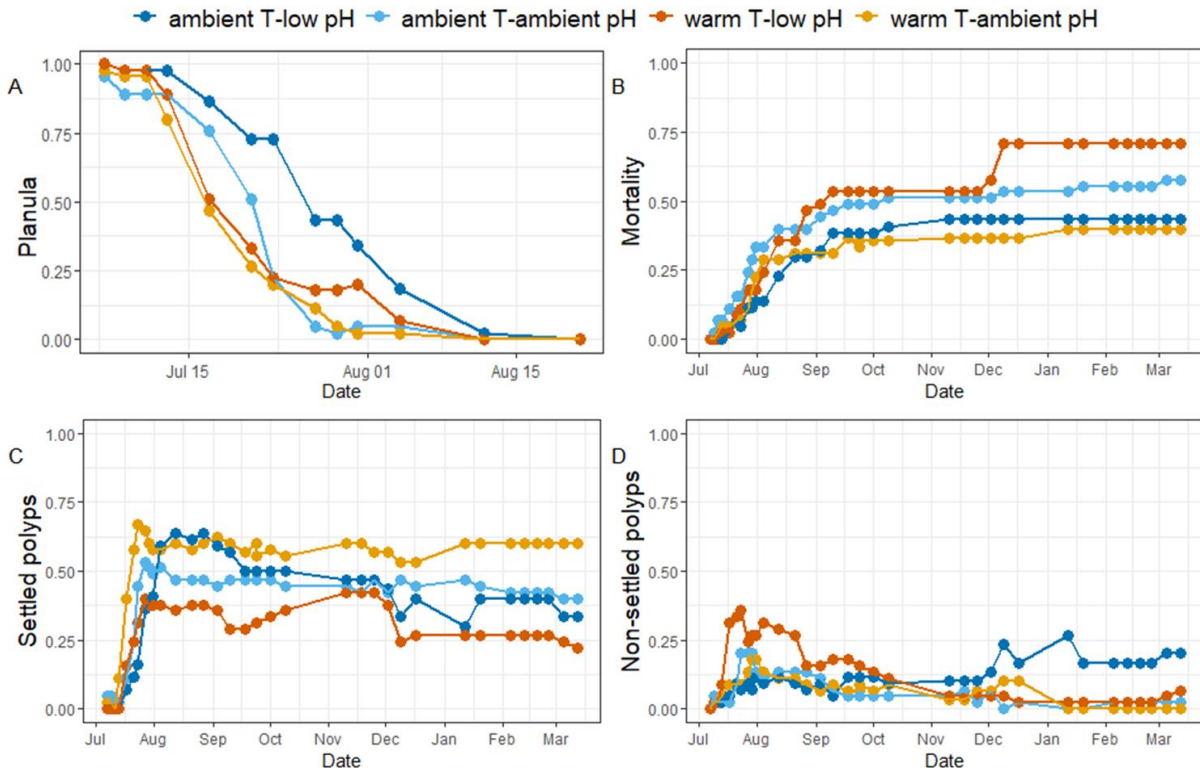 ambient T-low pH ambient T-ambient pH warm T-low pH warm T-ambient pH
A
Planula
1.00
0.75
0.50
0.25
0.00
Jul 15 Aug 01 Aug 15
Date
B
Mortality
1.00
0.75
0.50
0.25
0.00
Jul Aug Sep Oct Nov Dec Jan Feb Mar
Date
C
Settled polyps
1.00
0.75
0.50
0.25
0.00
Jul Aug Sep Oct Nov Dec Jan Feb Mar
Date
D
Non-settled polyps
1.00
0.75
0.50
0.25
0.00
Jul Aug Sep Oct Nov Dec Jan Feb Mar
Date